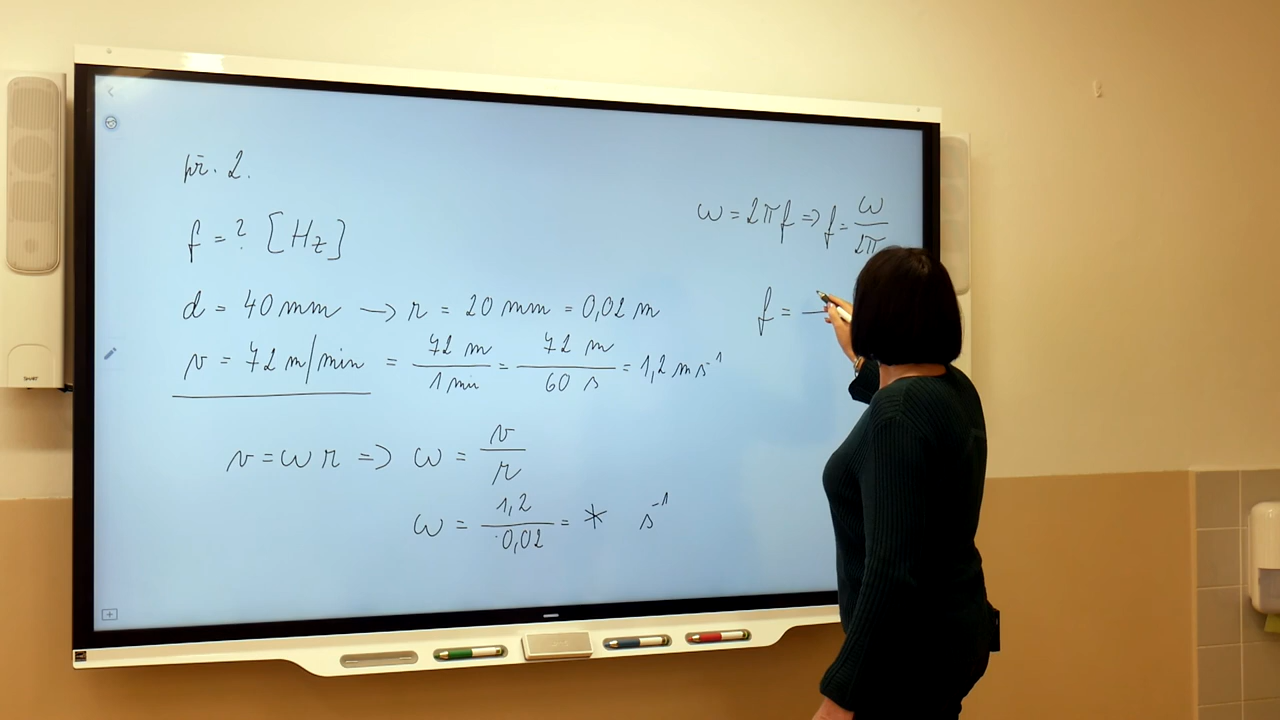 př. 2.
f = ? [Hz]
d = 40 mm → r = 20 mm = 0,02 m
v = 72 m/min = 72 m / 1 min = 72 m / 60 s = 1,2 m s⁻¹
v = ω r => ω = v / r
ω = 1,2 / 0,02 = * s⁻¹
ω = 2πf => f = ω / 2π
f =
SMART